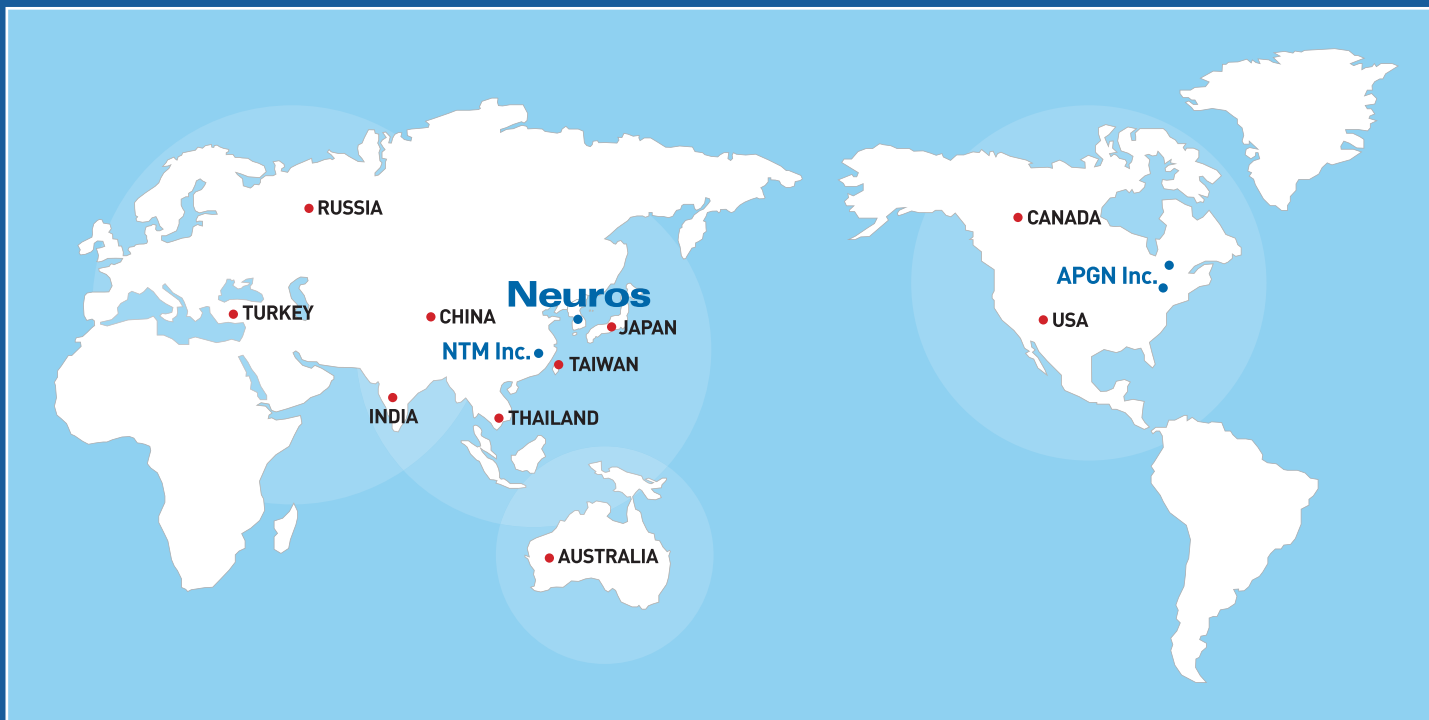 RUSSIA
CANADA
APGN Inc.
Neuros
TURKEY
CHINA
JAPAN
USA
NTM Inc.
TAIWAN
INDIA
THAILAND
AUSTRALIA